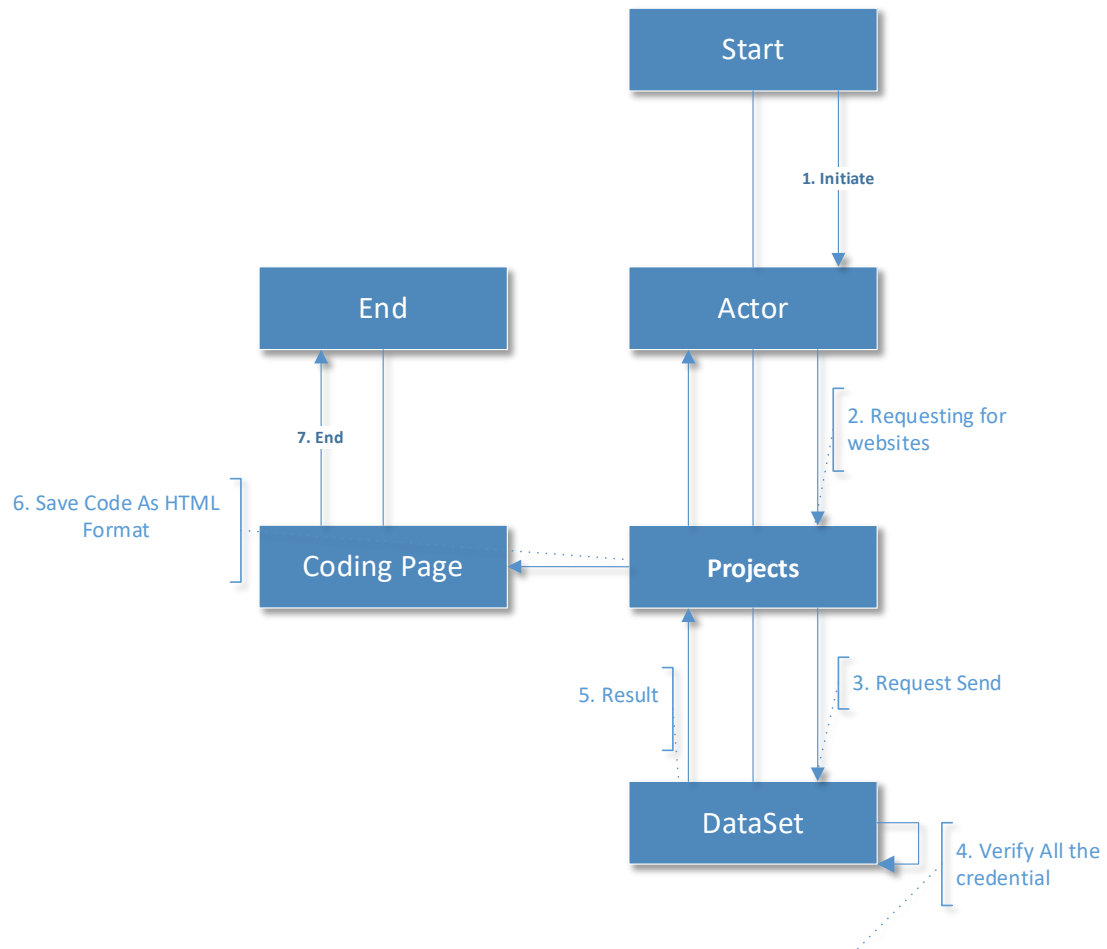 Start
1. Initiate
End
Actor
2. Requesting for
websites
7. End
6. Save Code As HTML
Format
Coding Page
Projects
5. Result
3. Request Send
DataSet
4. Verify All the
credential